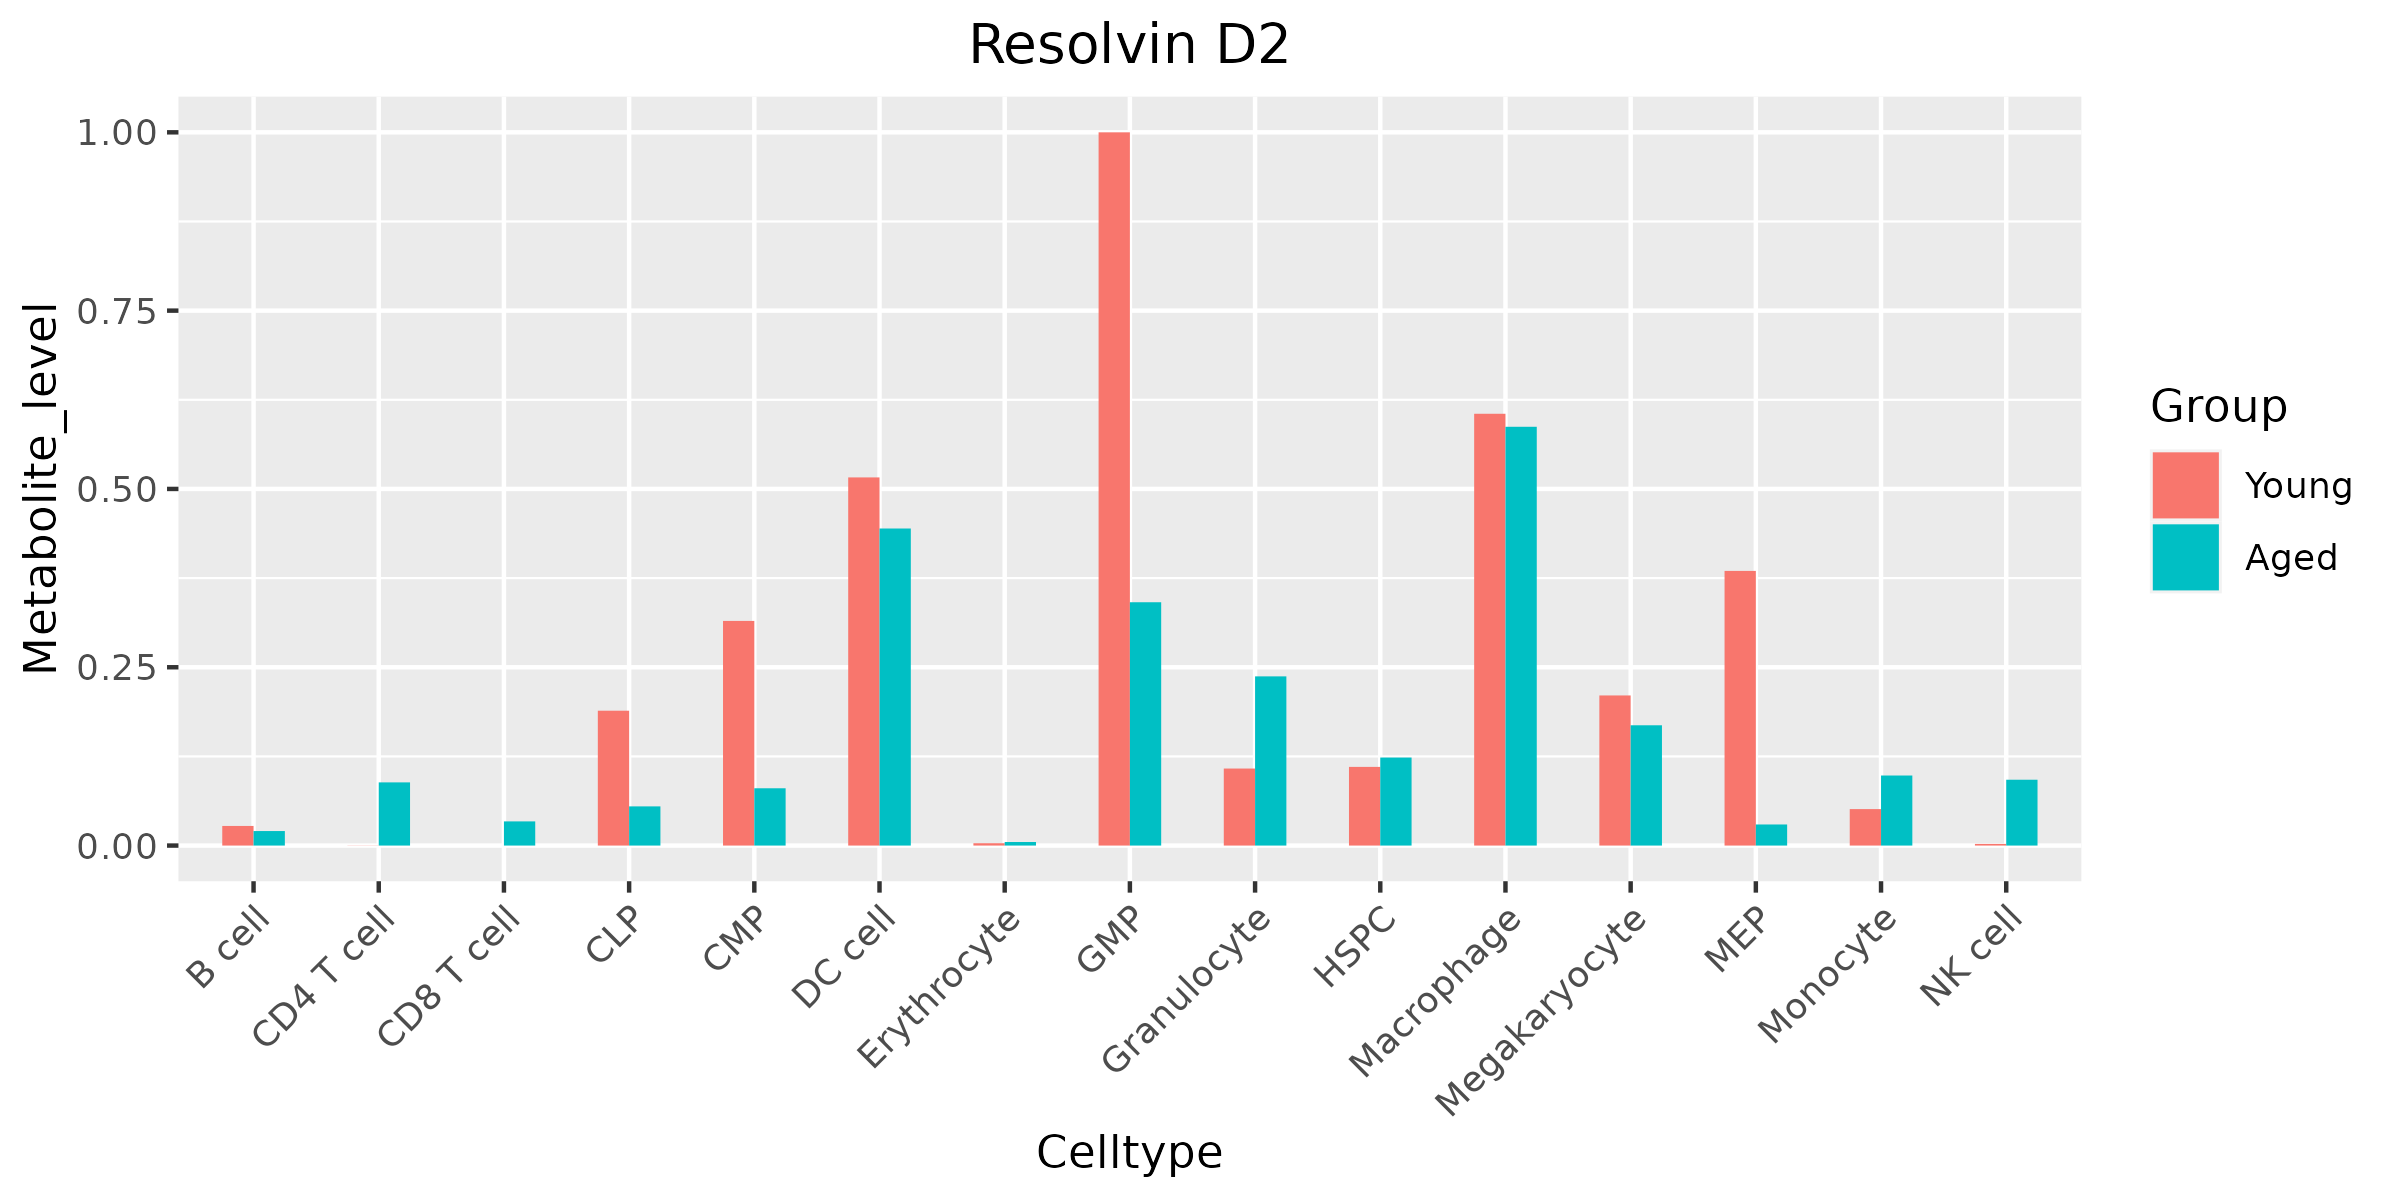 Resolvin D2
Metabolite_level
1.00
0.75
0.50
0.25
0.00
B cell
CD4 T cell
CD8 T cell
CLP
CMP
DC cell
Erythrocyte
GMP
Granulocyte
HSPC
Macrophage
Megakaryocyte
MEP
Monocyte
NK cell
Celltype
Group
Young
Aged